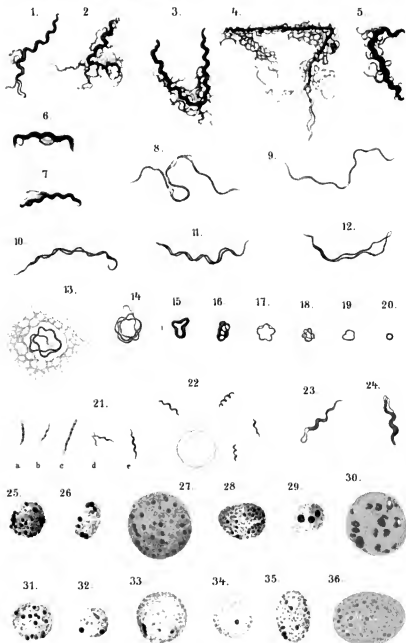 1. 2 3. 4. 5.
6
7
8. 9.
10. 11. 12.
13. 14 15 16. 17. 18. 19 20.
21. 22 23. 24.
a b c d e
25. 26 27. 28 29. 30.
31. 32. 33 34. 35. 36.